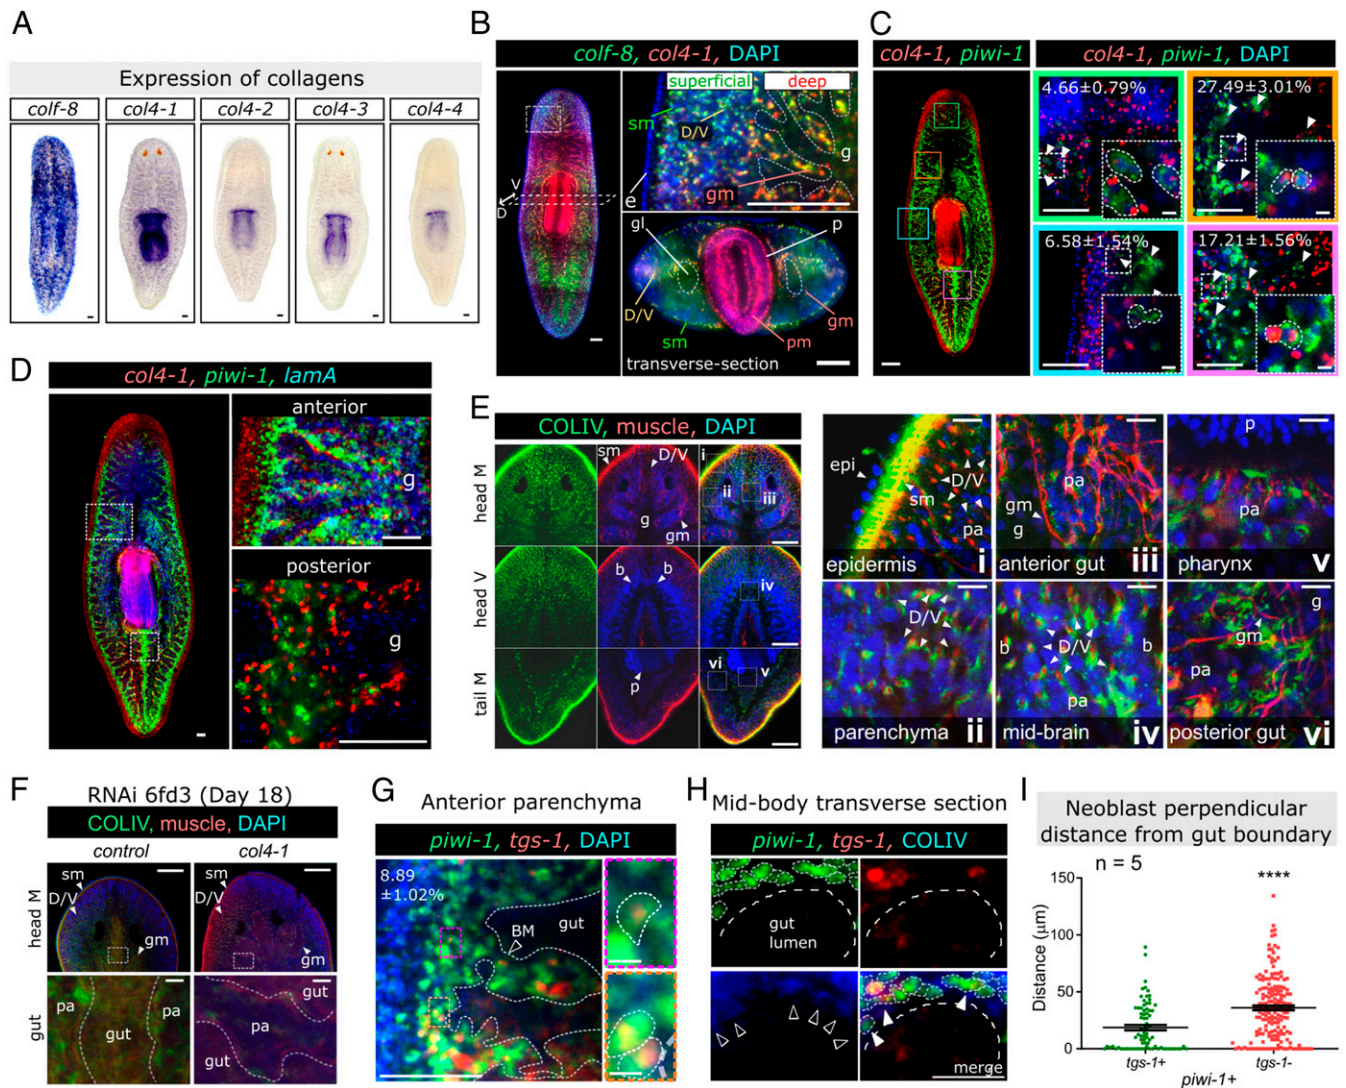 A
Expression of collagens
colf-8 col4-1 col4-2 col4-3 col4-4
B
colf-8, col4-1, DAPI
superficial deep
sm D/V g
gm
e
V
D
gl p
D/V gm
sm pm
transverse-section
C
col4-1, piwi-1 col4-1, piwi-1, DAPI
4.66±0.79% 27.49±3.01%
6.58±1.54% 17.21±1.56%
D
col4-1, piwi-1, lamA
anterior
g
posterior
g
E
COLIV, muscle, DAPI
head M
sm D/V i
ii iii
g
gm
head V
b b iv
tail M
p vi v
epi sm D/V pa
epidermis i
pa gm g
anterior gut iii
p
pa
pharynx v
D/V
parenchyma ii
b D/V b
pa
mid-brain iv
g
gm
pa
posterior gut vi
F
RNAi 6fd3 (Day 18)
COLIV, muscle, DAPI
control col4-1
head M
sm sm
D/V D/V
gm gm
gut
pa gut pa
gut pa gut
G
Anterior parenchyma
piwi-1, tgs-1, DAPI
8.89
±1.02%
gut
BM
H
Mid-body transverse section
piwi-1, tgs-1, COLIV
gut
lumen
merge
I
Neoblast perpendicular
distance from gut boundary
n = 5
****
150
100
50
0
Distance (μm)
tgs-1+ tgs-1-
piwi-1+